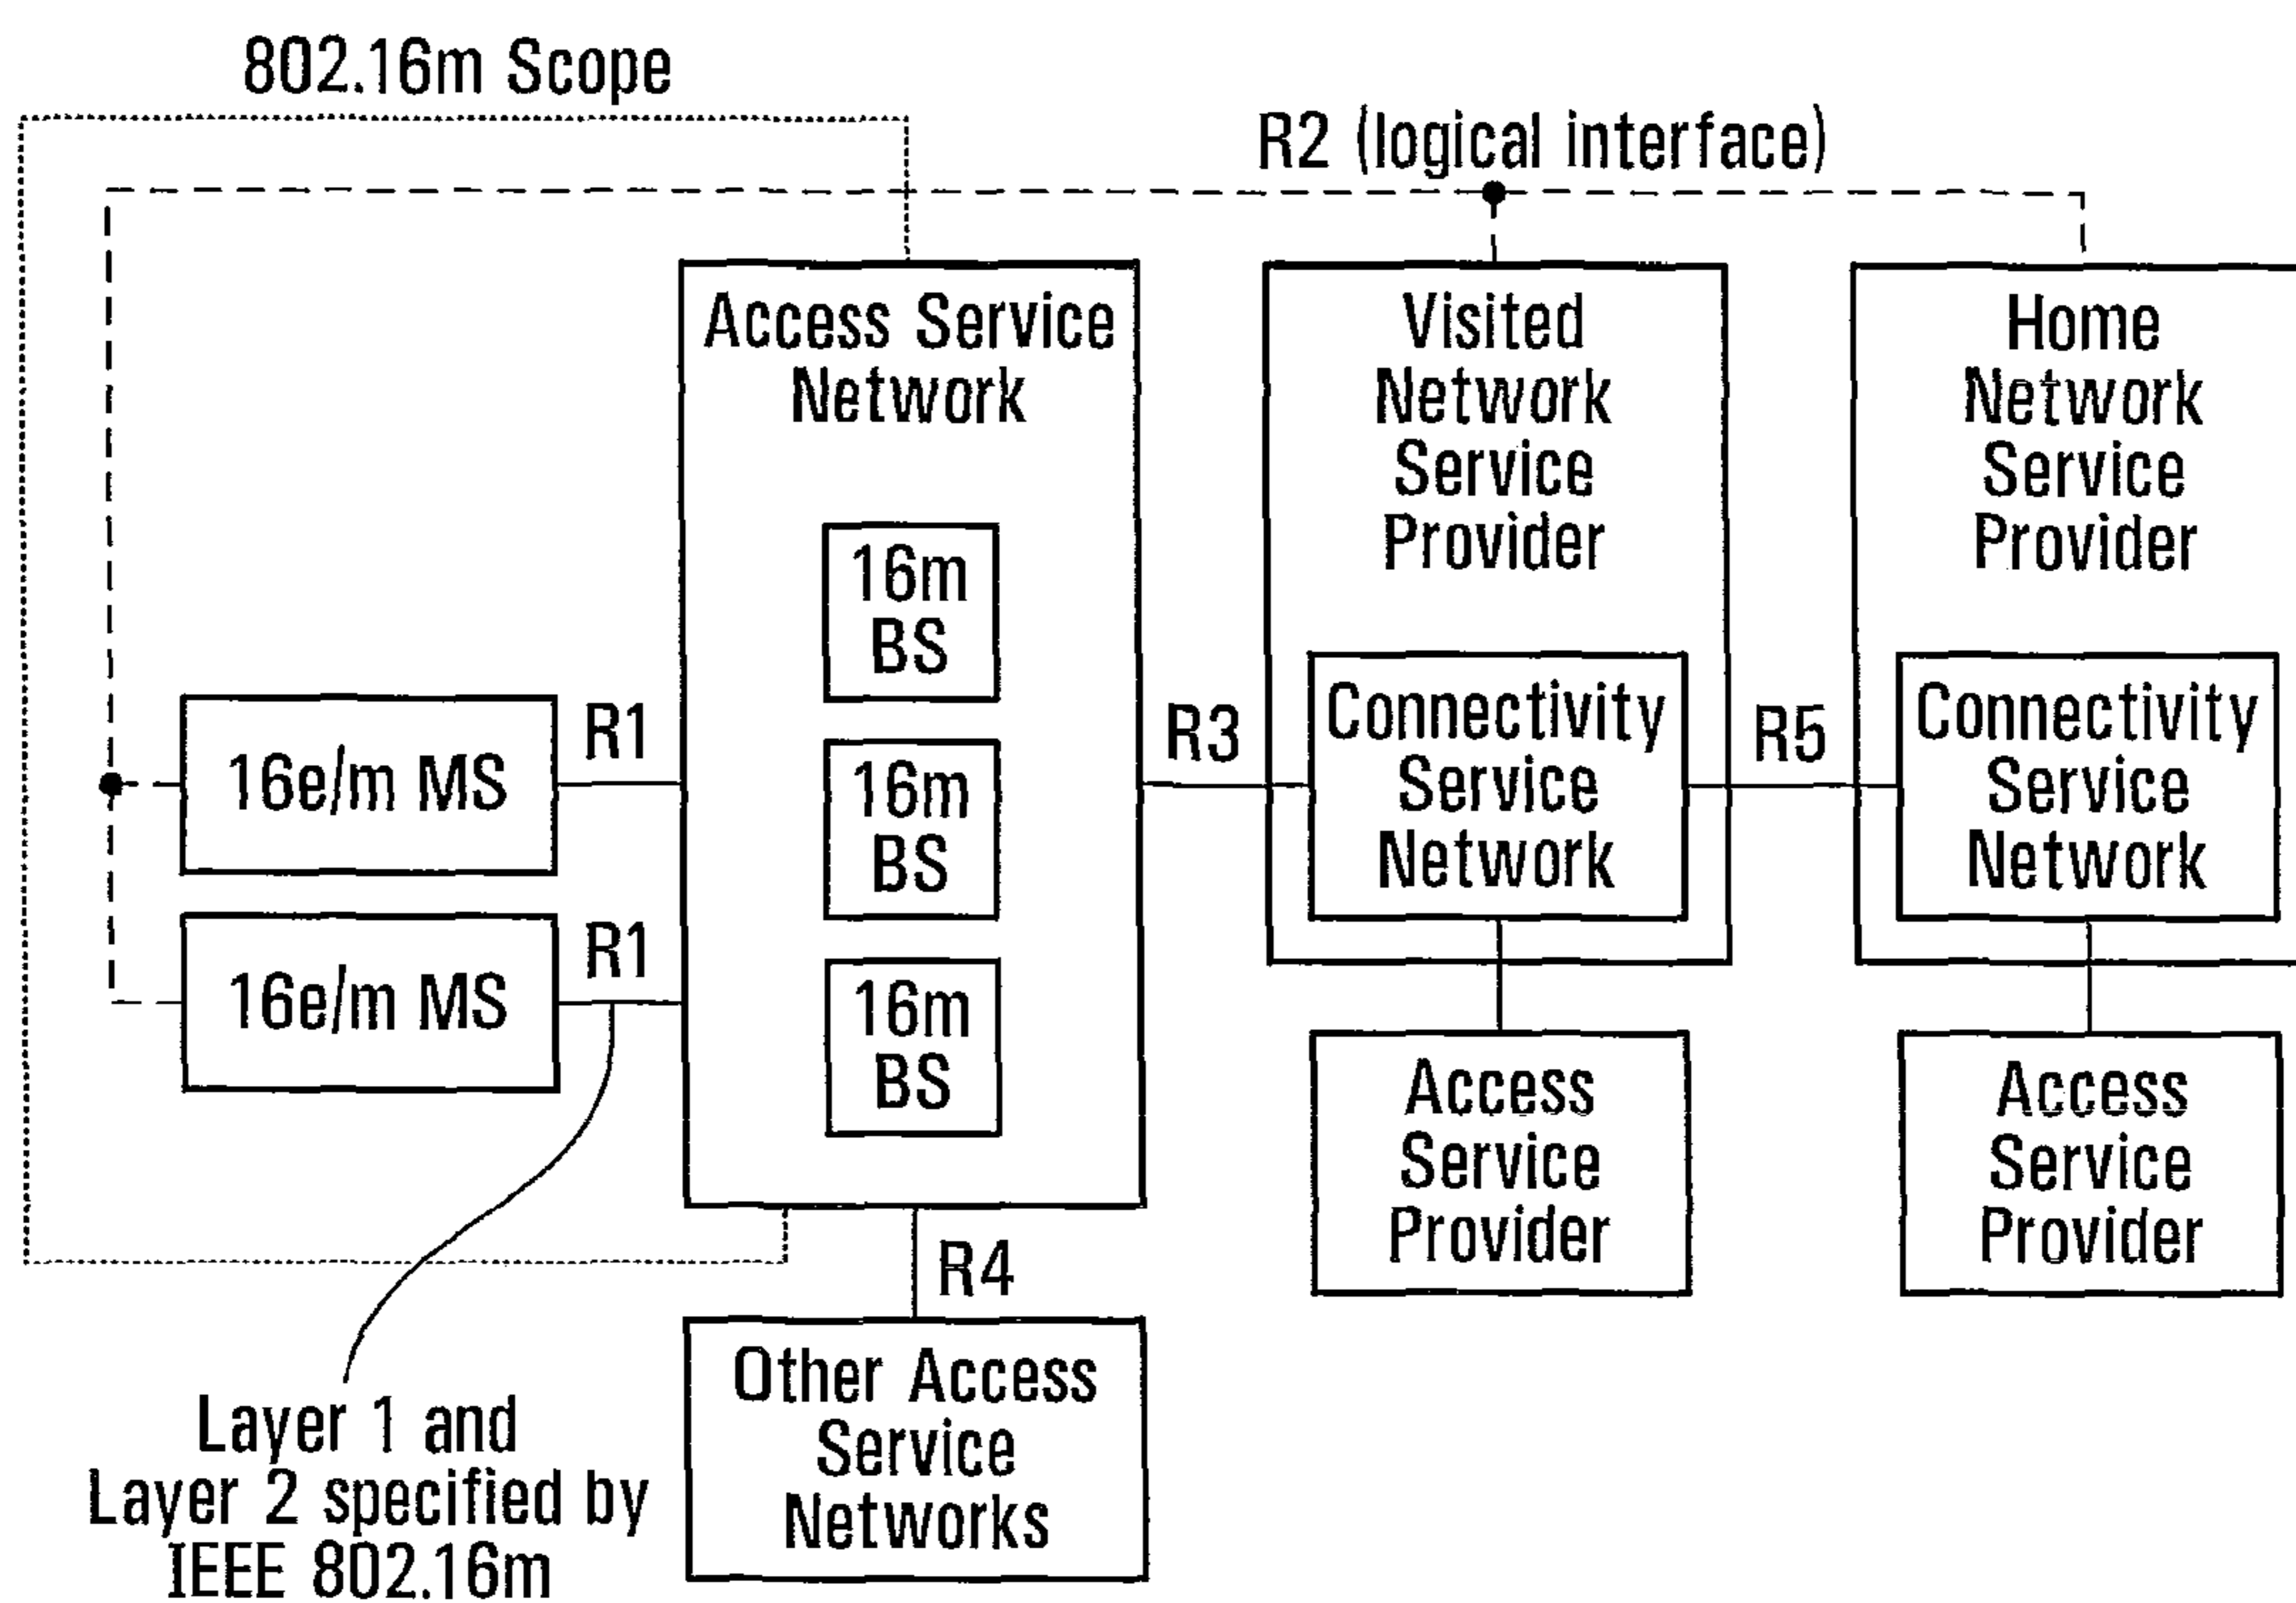 802.16m Scope
R2 (logical interface)
Access Service
Network
16m
BS
16m
BS
16m
BS
Visited
Network
Service
Provider
Home
Network
Service
Provider
16e/m MS
R1
16e/m MS
R1
R3
Connectivity
Service
Network
R5
Connectivity
Service
Network
Access
Service
Provider
Access
Service
Provider
R4
Other Access
Service
Networks
Layer 1 and
Layer 2 specified by
IEEE 802.16m